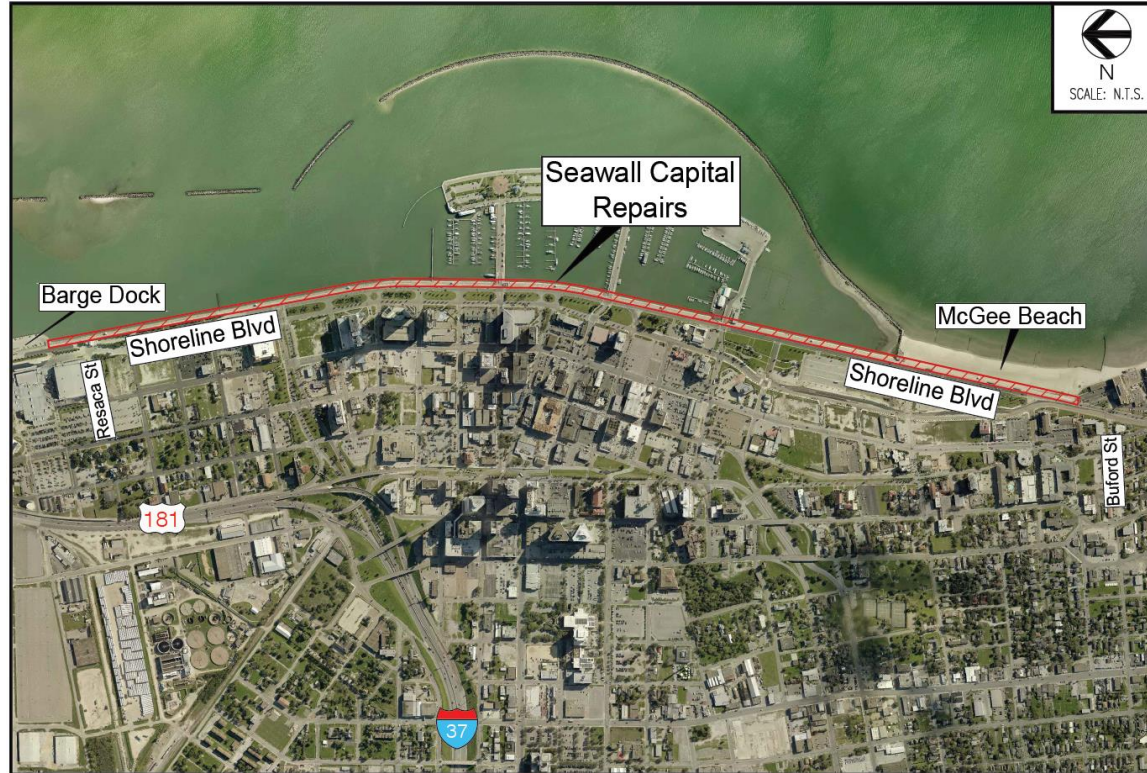 N
SCALE: N.T.S.
Seawall Capital
Repairs
Barge Dock
Shoreline Blvd
McGee Beach
Shoreline Blvd
Resaca St
Buford St
181
37